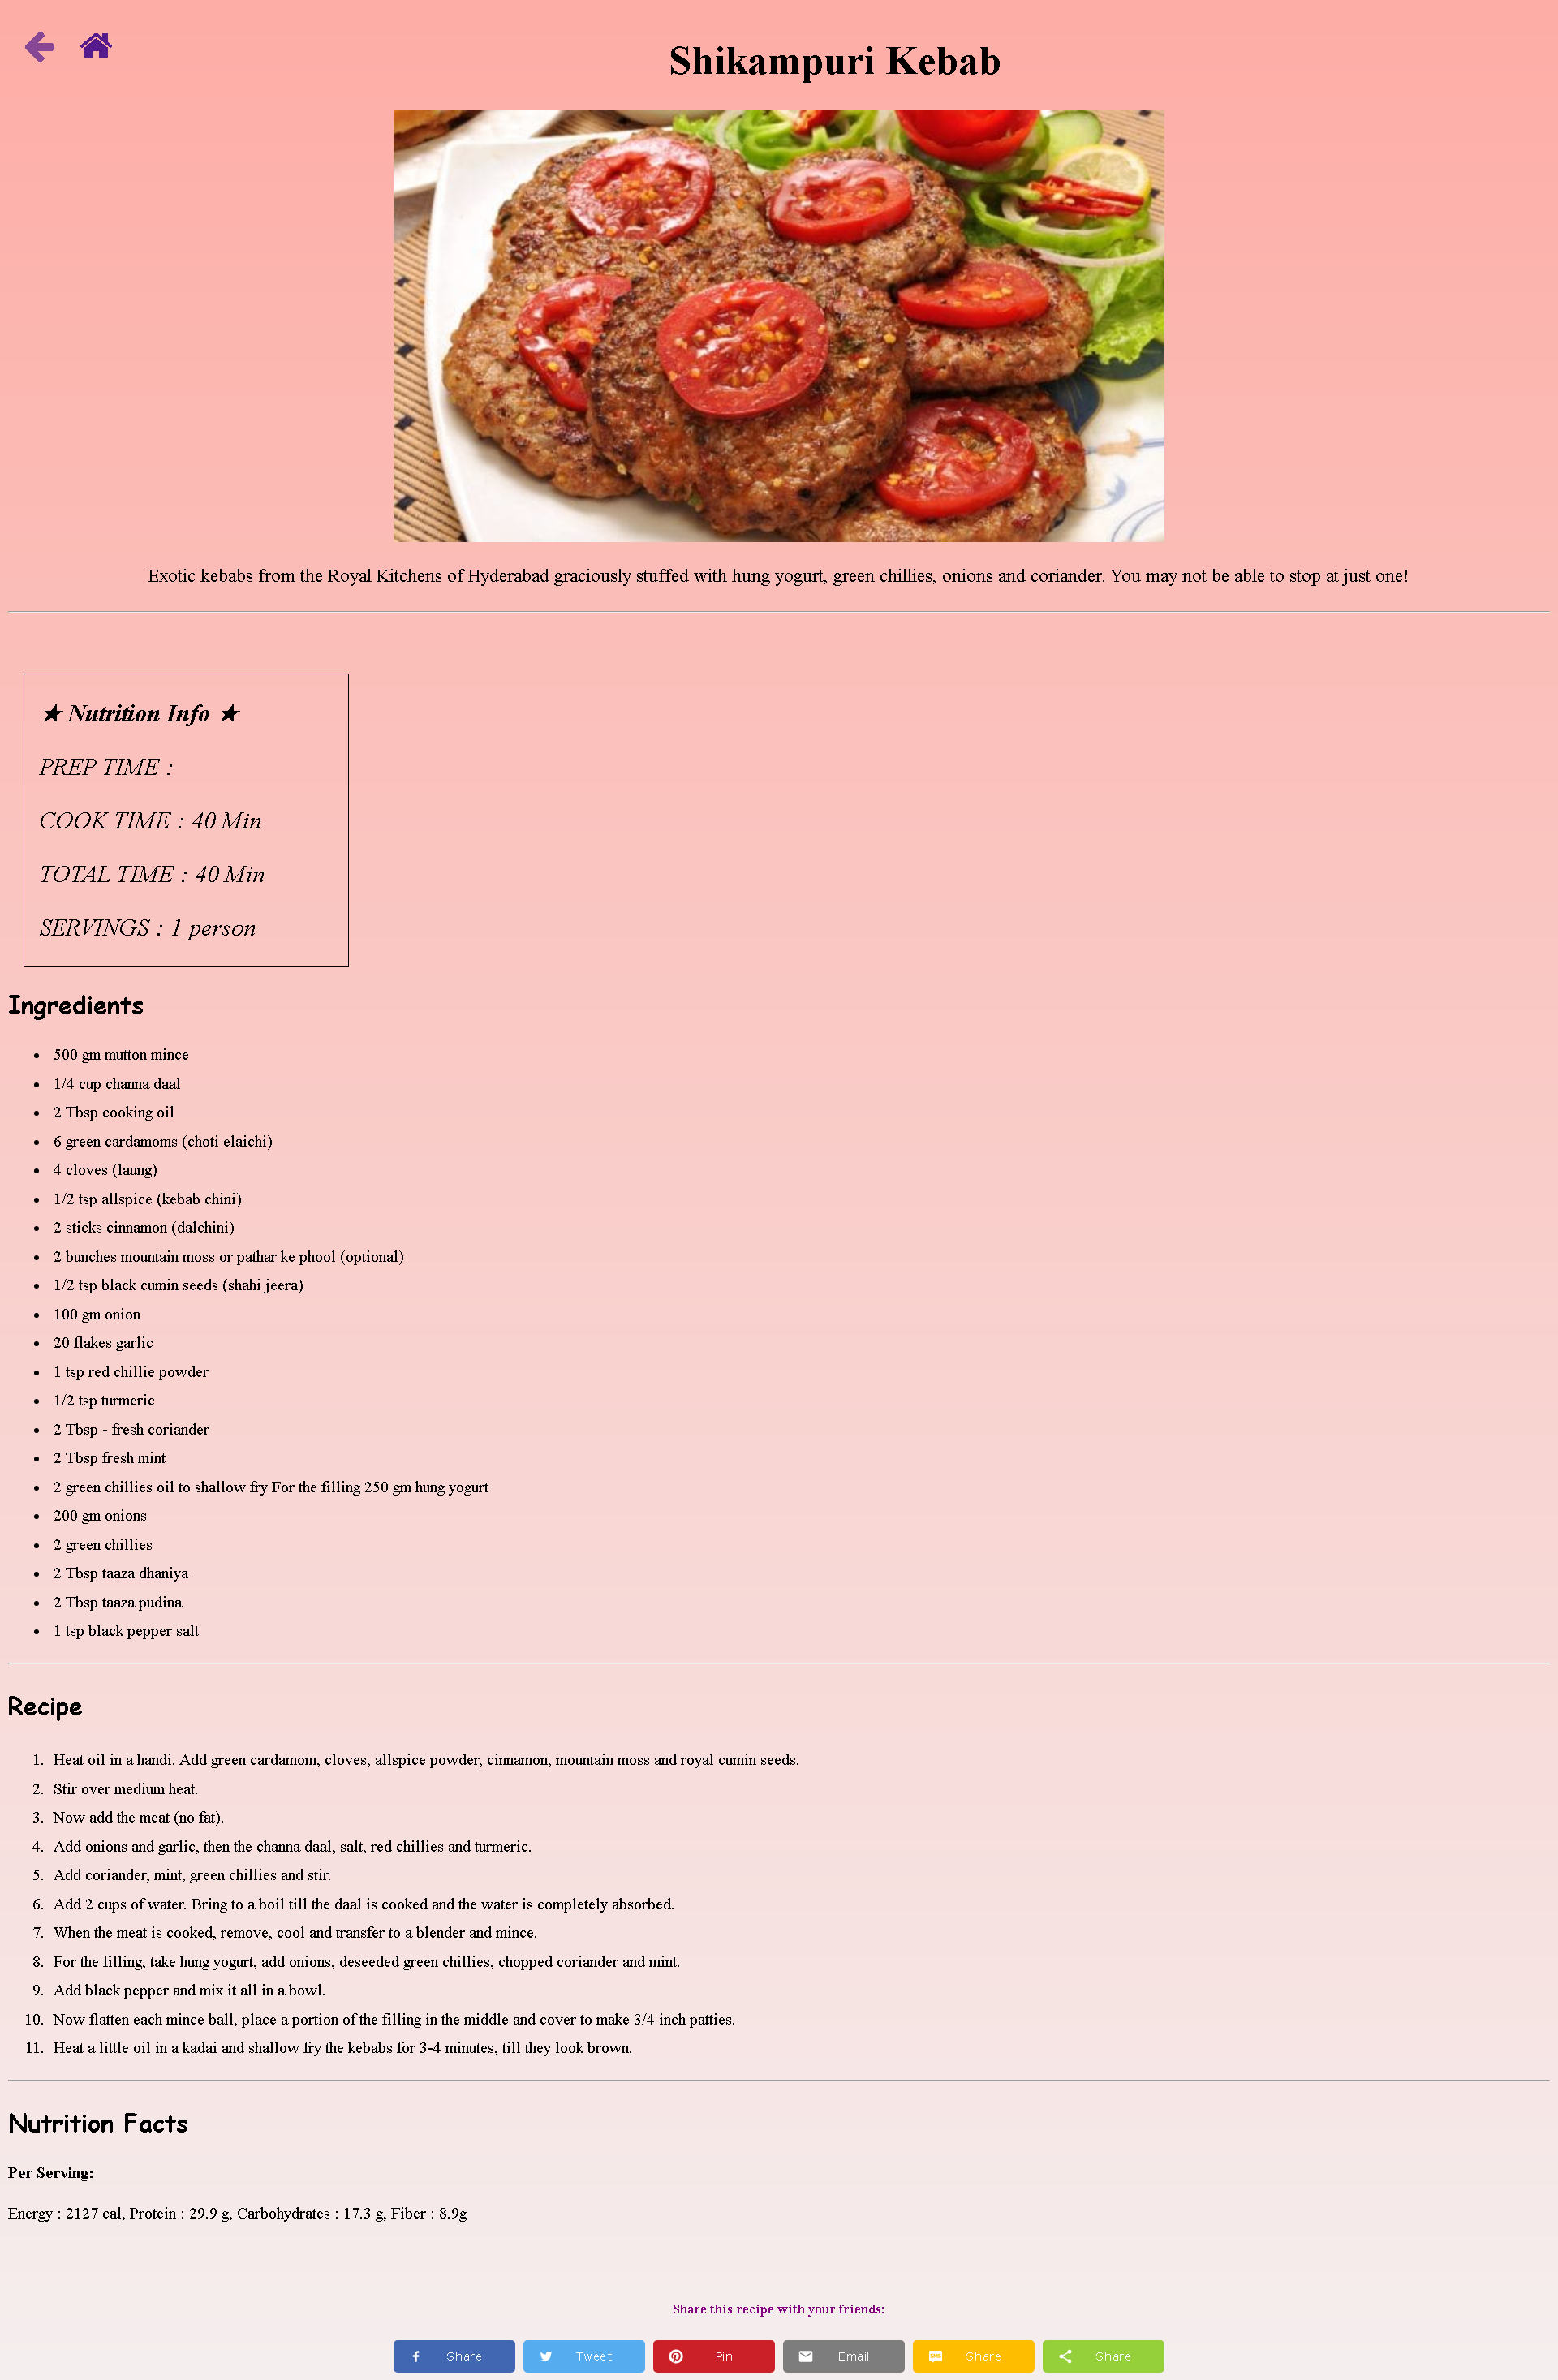 Shikampuri Kebab
Exotic kebabs from the Royal Kitchens of Hyderabad graciously stuffed with hung yogurt, green chillies, onions and coriander. You may not be able to stop at just one!
★ Nutrition Info ★
PREP TIME :
COOK TIME : 40 Min
TOTAL TIME : 40 Min
SERVINGS : 1 person
Ingredients
• 500 gm mutton mince
• 1/4 cup channa daal
• 2 Tbsp cooking oil
• 6 green cardamoms (choti elaichi)
• 4 cloves (laung)
• 1/2 tsp allspice (kebab chini)
• 2 sticks cinnamon (dalchini)
• 2 bunches mountain moss or pathar ke phool (optional)
• 1/2 tsp black cumin seeds (shahi jeera)
• 100 gm onion
• 20 flakes garlic
• 1 tsp red chillie powder
• 1/2 tsp turmeric
• 2 Tbsp - fresh coriander
• 2 Tbsp fresh mint
• 2 green chillies oil to shallow fry For the filling 250 gm hung yogurt
• 200 gm onions
• 2 green chillies
• 2 Tbsp taaza dhaniya
• 2 Tbsp taaza pudina
• 1 tsp black pepper salt
Recipe
1. Heat oil in a handi. Add green cardamom, cloves, allspice powder, cinnamon, mountain moss and royal cumin seeds.
2. Stir over medium heat.
3. Now add the meat (no fat).
4. Add onions and garlic, then the channa daal, salt, red chillies and turmeric.
5. Add coriander, mint, green chillies and stir.
6. Add 2 cups of water. Bring to a boil till the daal is cooked and the water is completely absorbed.
7. When the meat is cooked, remove, cool and transfer to a blender and mince.
8. For the filling, take hung yogurt, add onions, deseeded green chillies, chopped coriander and mint.
9. Add black pepper and mix it all in a bowl.
10. Now flatten each mince ball, place a portion of the filling in the middle and cover to make 3/4 inch patties.
11. Heat a little oil in a kadai and shallow fry the kebabs for 3-4 minutes, till they look brown.
Nutrition Facts
Per Serving:
Energy : 2127 cal, Protein : 29.9 g, Carbohydrates : 17.3 g, Fiber : 8.9g
Share this recipe with your friends:
Share Tweet Pin Email Share Share